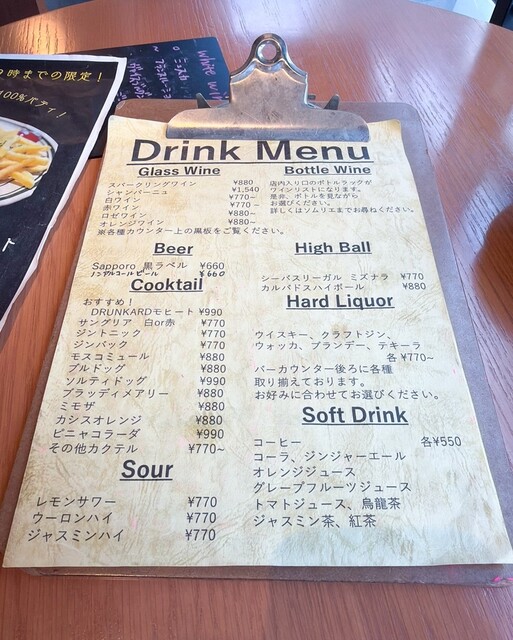 9時までの限定！
100%パティ！
ト
white wi
Drink Menu
Glass Wine
スパークリングワイン ¥880
シャンパーニュ ¥1,540
白ワイン ¥770～
赤ワイン ¥770～
ロゼワイン ¥880~
オレンジワイン ¥880~
※各種カウンター上の黒板をご覧ください。
Bottle Wine
店内入り口のボトルラックが
ワインリストになります。
是非、ボトルを見ながら
お選びください。
詳しくはソムリエまでお尋ねください。
Beer
Sapporo 黒ラベル ¥660
ノンアルコールビール ¥660
High Ball
シーバスリーガル ミズナラ ¥770
カルバドスハイボール ¥880
Cocktail
おすすめ！
DRUNKARDモヒート ¥990
サングリア 白or赤 ¥770
ジントニック ¥770
ジンバック ¥770
モスコミュール ¥880
ブルドッグ ¥880
ソルティドッグ ¥990
ブラッディメアリー ¥880
ミモザ ¥880
カシスオレンジ ¥880
ピニャコラーダ ¥990
その他カクテル ¥770~
Hard Liquor
ウイスキー、クラフトジン、
ウォッカ、ブランデー、テキーラ
各 ¥770~
バーカウンター後ろに各種
取り揃えております。
お好みに合わせてお選びください。
Sour
レモンサワー ¥770
ウーロンハイ ¥770
ジャスミンハイ ¥770
Soft Drink
コーヒー 各¥550
コーラ、ジンジャーエール
オレンジジュース
グレープフルーツジュース
トマトジュース、烏龍茶
ジャスミン茶、紅茶